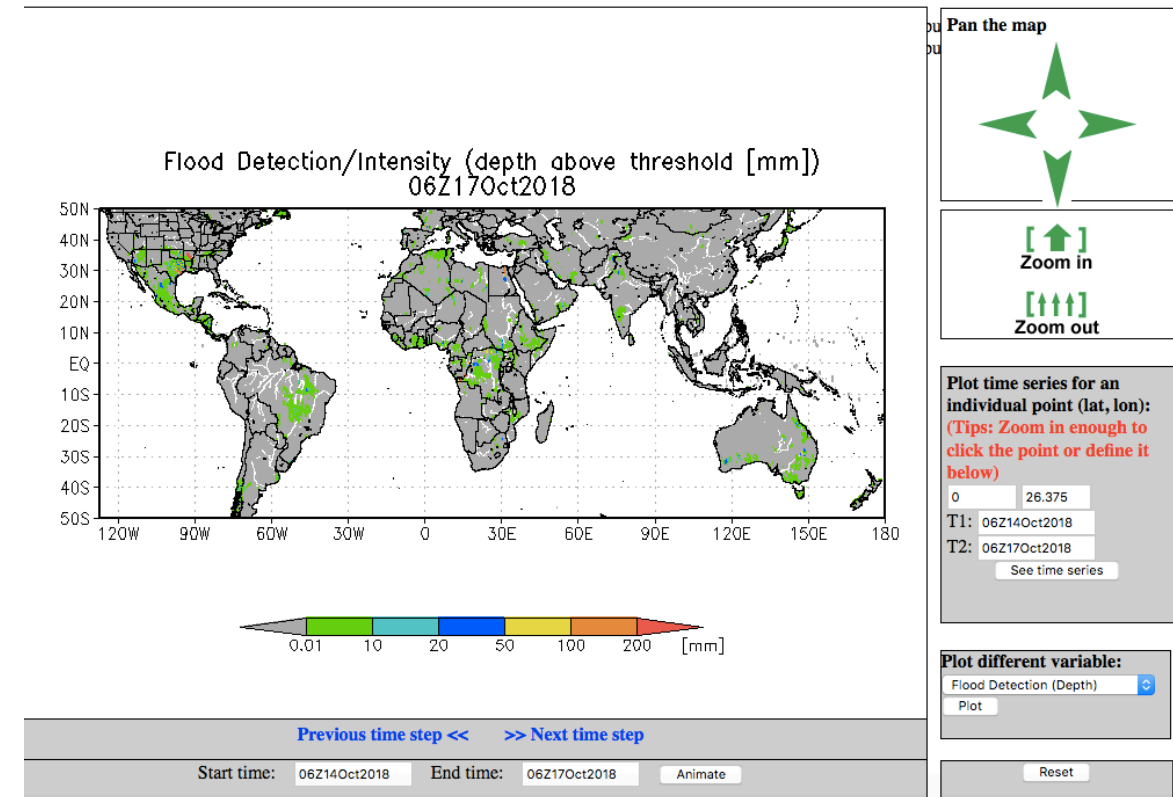 Flood Detection/Intensity (depth above threshold [mm])
06Z17Oct2018
50N
40N
30N
20N
10N
EQ
10S
20S
30S
40S
50S
120W 90W 60W 30W 0 30E 60E 90E 120E 150E 180
0.01 10 20 50 100 200 [mm]
Previous time step << >> Next time step
Start time: 06Z14Oct2018 End time: 06Z17Oct2018 Animate
Pan the map
[ ]
Zoom in
[ ]
Zoom out
Plot time series for an
individual point (lat, lon):
(Tips: Zoom in enough to
click the point or define it
below)
0 26.375
T1: 06Z14Oct2018
T2: 06Z17Oct2018
See time series
Plot different variable:
Flood Detection (Depth)
Plot
Reset